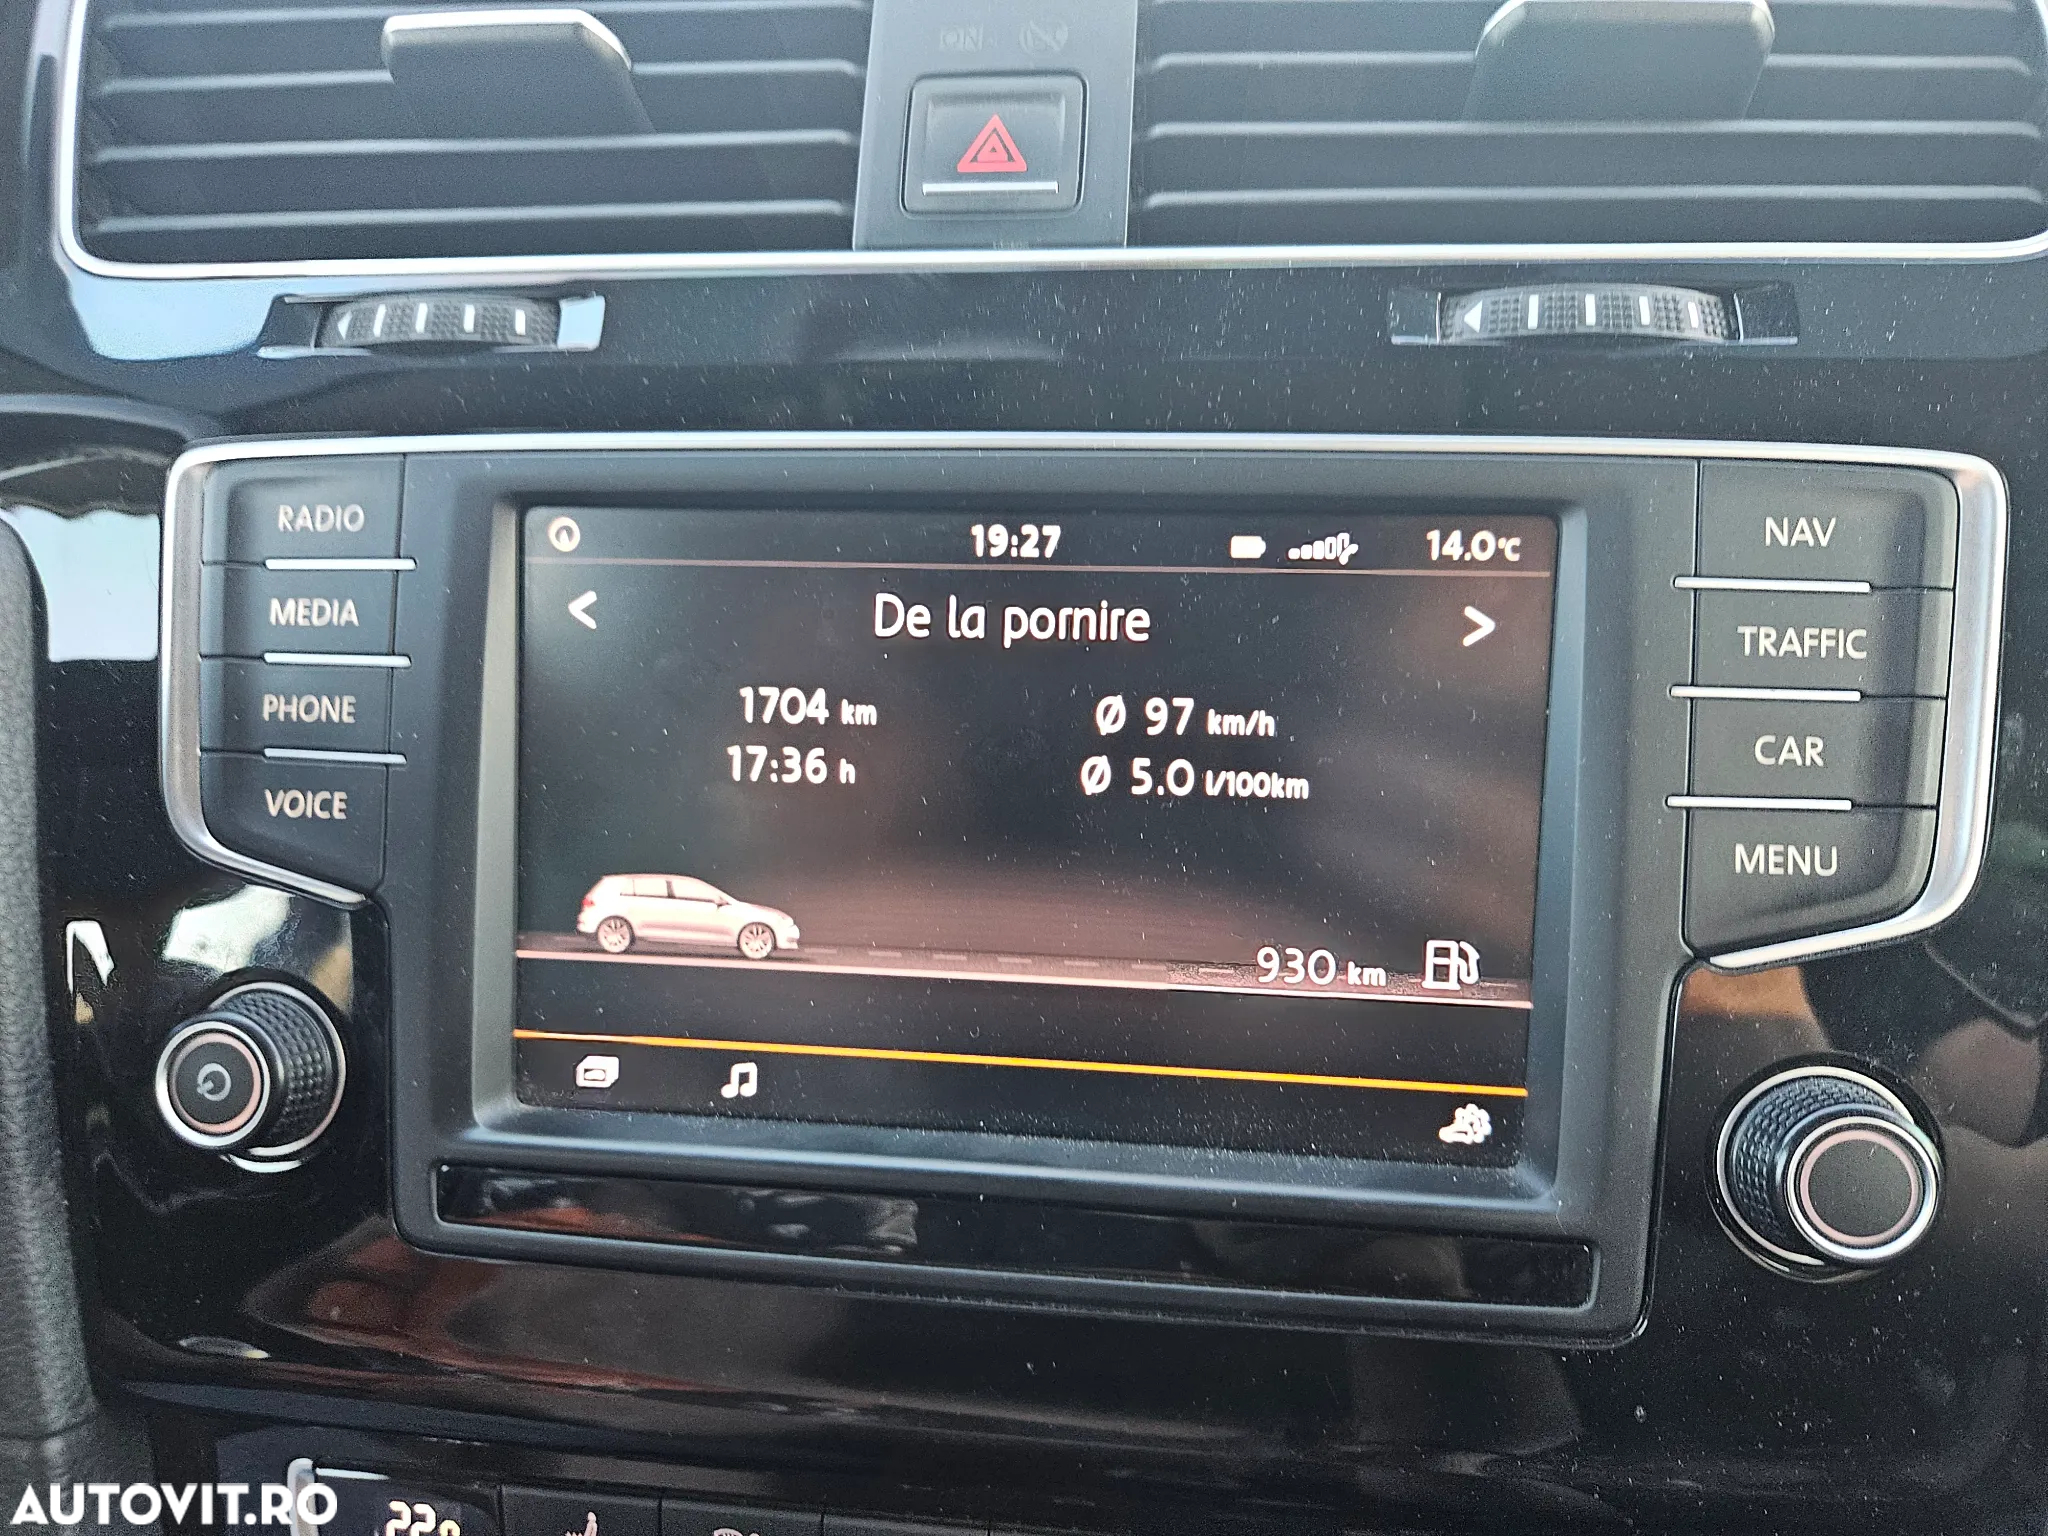 RADIO
MEDIA
PHONE
VOICE
19:27
14.0°C
De la pornire
1704 km
Ø 97 km/h
17:36 h
Ø 5.0 l/100km
930 km
NAV
TRAFFIC
CAR
MENU
AUTOVIT.RO